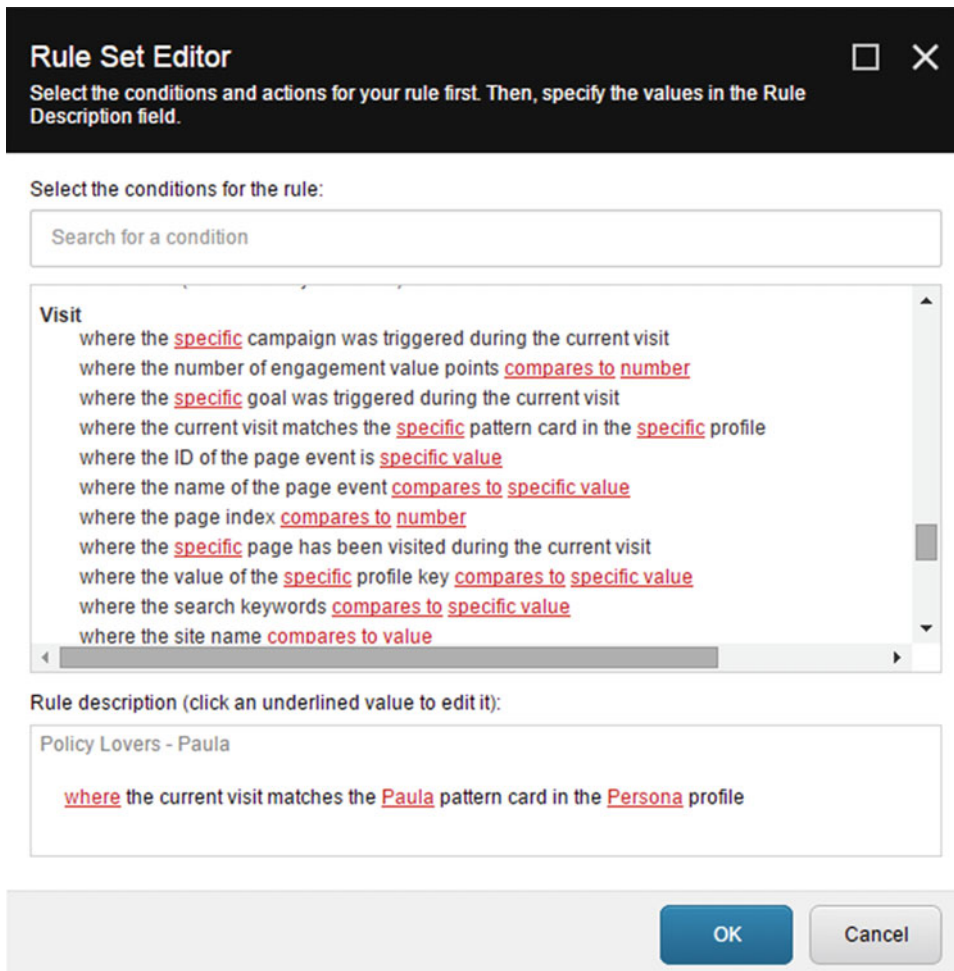 Rule Set Editor
Select the conditions and actions for your rule first. Then, specify the values in the Rule
Description field.
Select the conditions for the rule:
Search for a condition
Visit
where the specific campaign was triggered during the current visit
where the number of engagement value points compares to number
where the specific goal was triggered during the current visit
where the current visit matches the specific pattern card in the specific profile
where the ID of the page event is specific value
where the name of the page event compares to specific value
where the page index compares to number
where the specific page has been visited during the current visit
where the value of the specific profile key compares to specific value
where the search keywords compares to specific value
where the site name compares to value
Rule description (click an underlined value to edit it):
Policy Lovers - Paula
where the current visit matches the Paula pattern card in the Persona profile
OK
Cancel